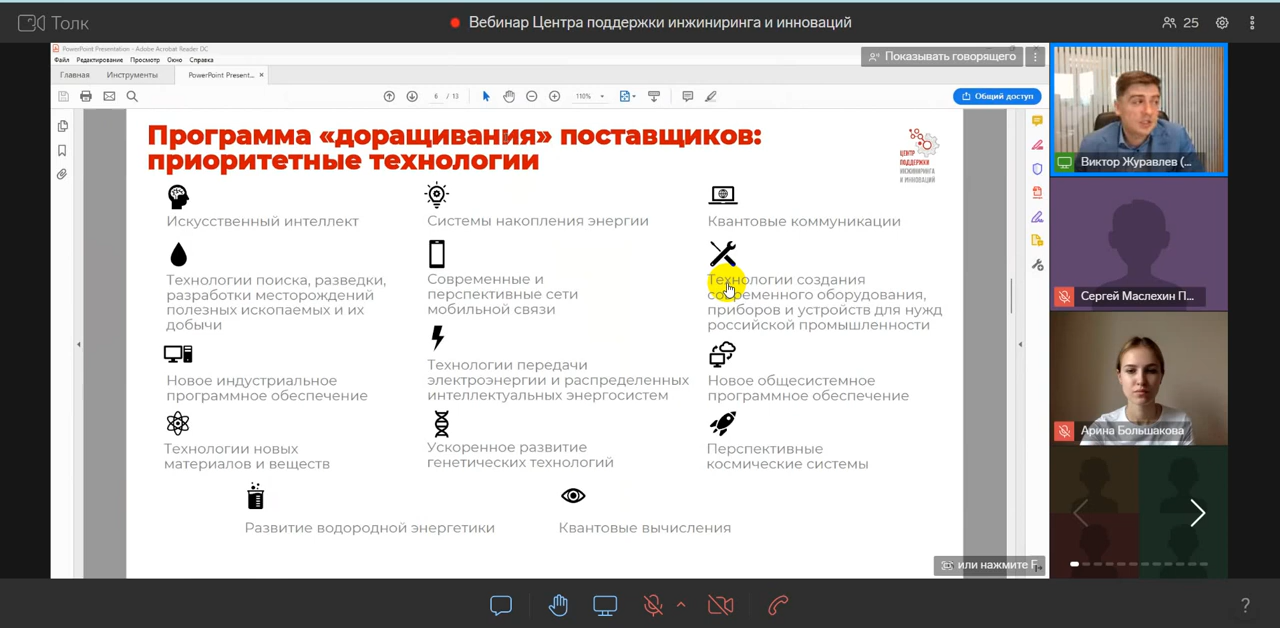 Толк
Вебинар Центра поддержки инжиниринга и инноваций
25
PowerPoint Presentation - Adobe Acrobat Reader DC
Файл Редактирование Просмотр Окно Справка
Показывать говорящего
Главная Инструменты PowerPoint Present... ×
6 / 13
110%
Общий доступ
Программа «доращивания» поставщиков:
приоритетные технологии
ЦЕНТР
ПОДДЕРЖКИ
ИНЖИНИРИНГА
И ИННОВАЦИЙ
Искусственный интеллект
Системы накопления энергии
Квантовые коммуникации
Технологии поиска, разведки,
разработки месторождений
полезных ископаемых и их
добычи
Современные и
перспективные сети
мобильной связи
Технологии создания
современного оборудования,
приборов и устройств для нужд
российской промышленности
Новое индустриальное
программное обеспечение
Технологии передачи
электроэнергии и распределенных
интеллектуальных энергосистем
Новое общесистемное
программное обеспечение
Технологии новых
материалов и веществ
Ускоренное развитие
генетических технологий
Перспективные
космические системы
Развитие водородной энергетики
Квантовые вычисления
или нажмите F
Виктор Журавлев (...
Сергей Маслехин П...
Арина Большакова
?